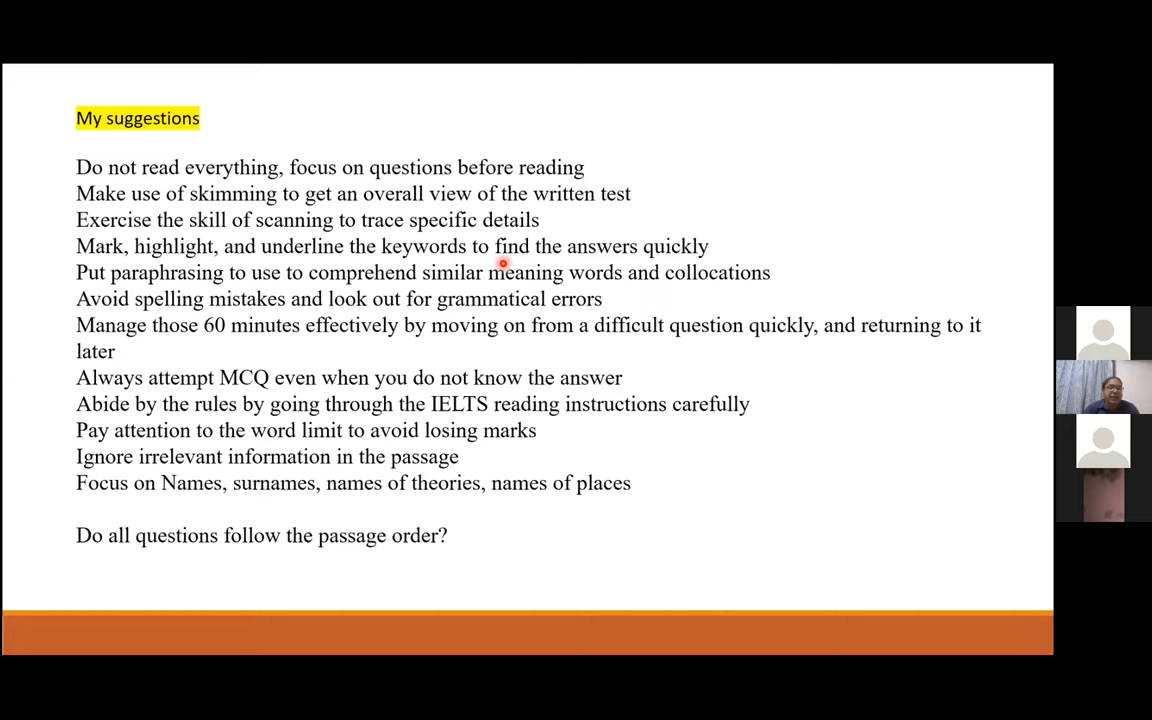 My suggestions
Do not read everything, focus on questions before reading
Make use of skimming to get an overall view of the written test
Exercise the skill of scanning to trace specific details
Mark, highlight, and underline the keywords to find the answers quickly
Put paraphrasing to use to comprehend similar meaning words and collocations
Avoid spelling mistakes and look out for grammatical errors
Manage those 60 minutes effectively by moving on from a difficult question quickly, and returning to it
later
Always attempt MCQ even when you do not know the answer
Abide by the rules by going through the IELTS reading instructions carefully
Pay attention to the word limit to avoid losing marks
Ignore irrelevant information in the passage
Focus on Names, surnames, names of theories, names of places
Do all questions follow the passage order?